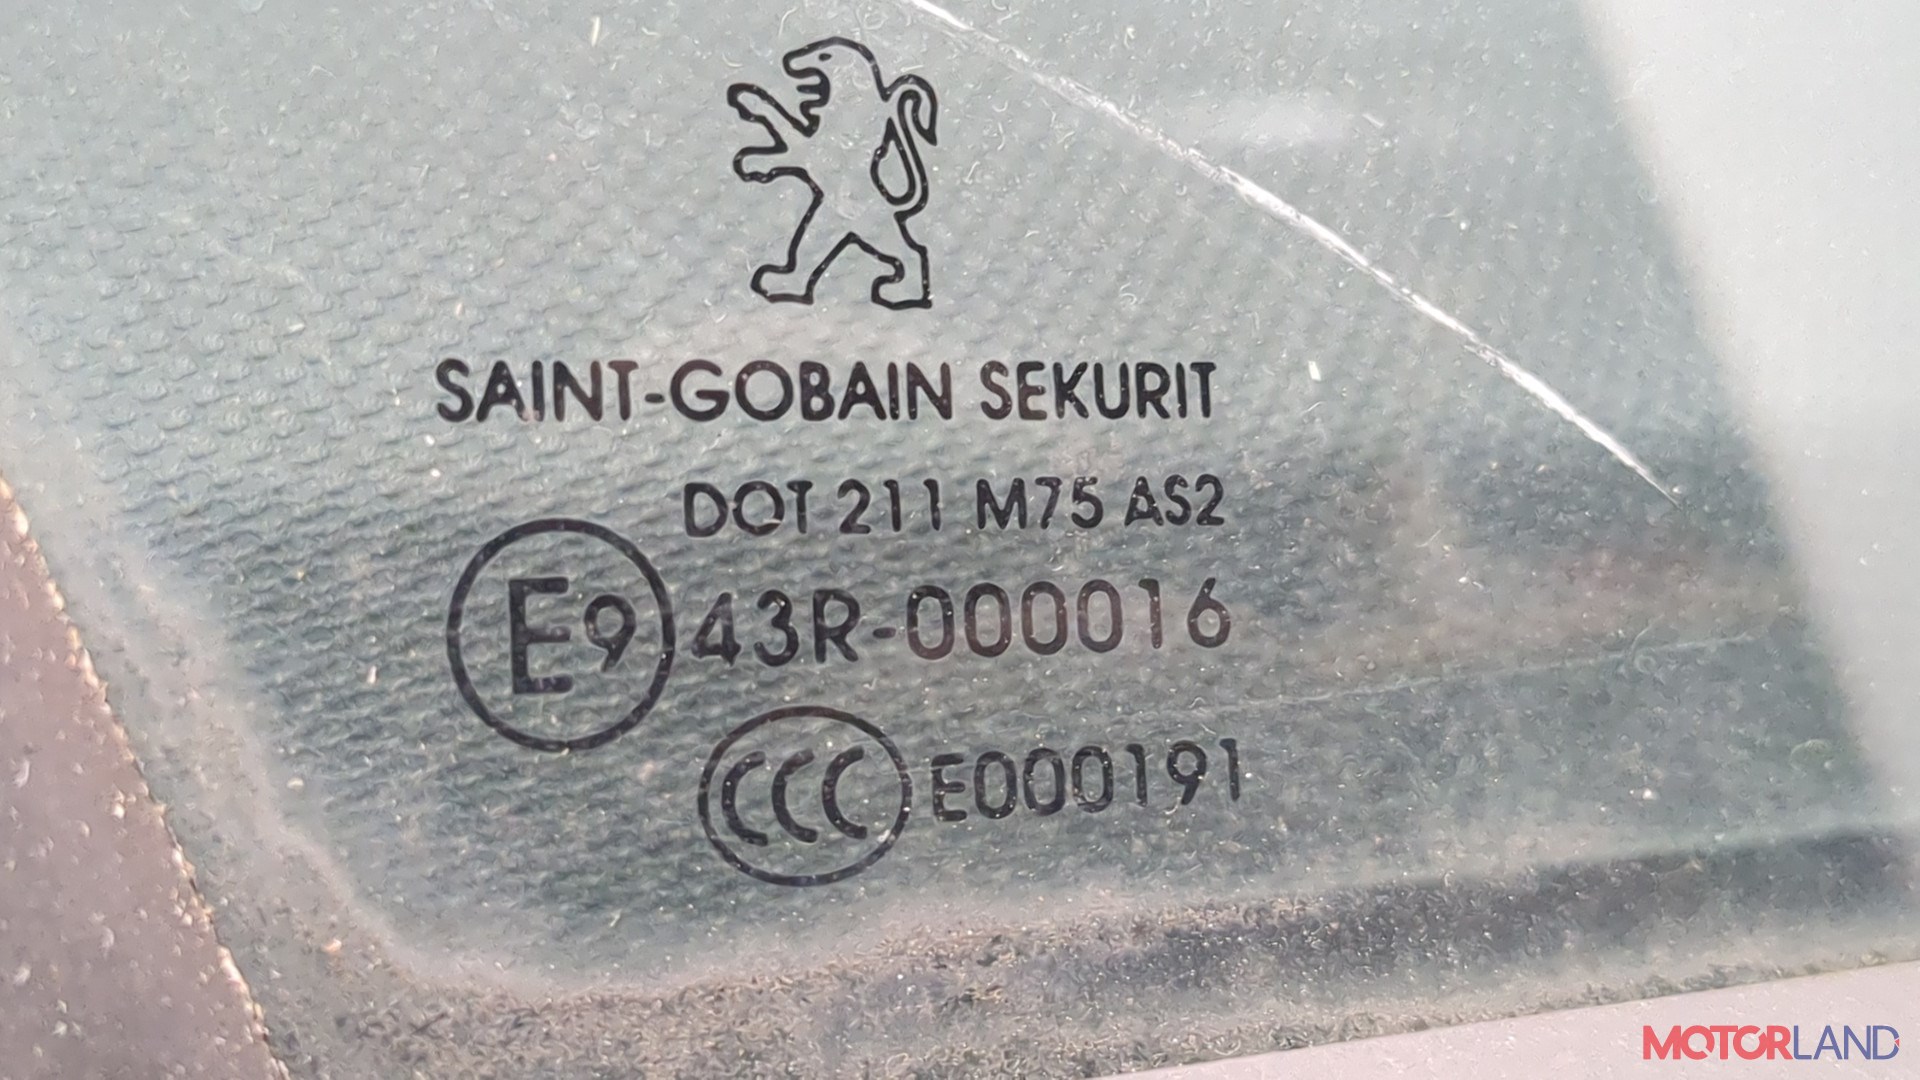 SAINT-GOBAIN SEKURIT
DOT 211 M75 AS2
E9 43R-000016
CCC E000191
MOTORLAND